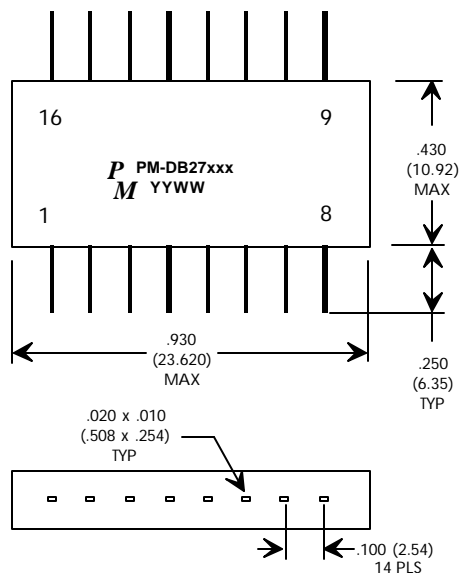 16 9
P PM-DB27xxx
M YYWW
1 8
.430
(10.92)
MAX
.930
(23.620)
MAX
.250
(6.35)
TYP
.020 x .010
(.508 x .254)
TYP
.100 (2.54)
14 PLS